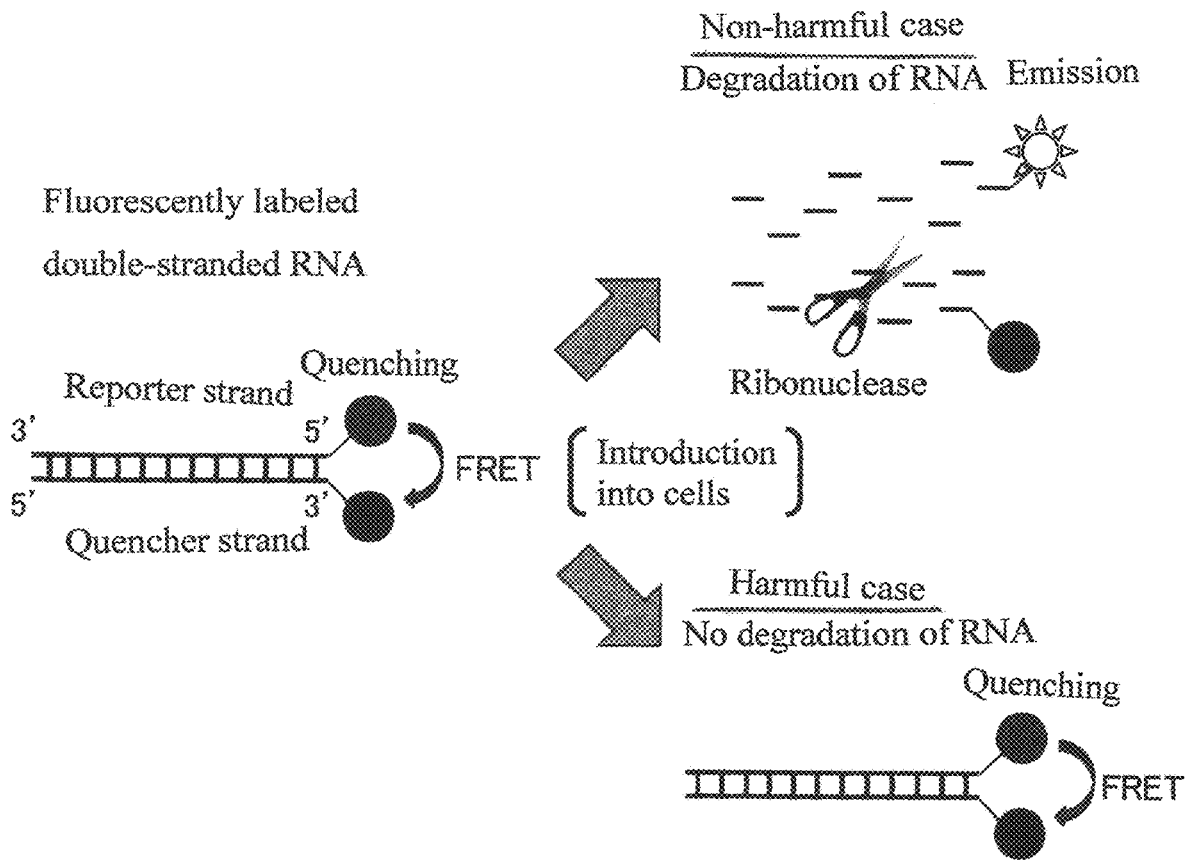 Non-harmful case
Degradation of RNA
Emission
Fluorescently labeled
double-stranded RNA
Ribonuclease
Quenching
Reporter strand
3'
5'
FRET
5'
3'
Quencher strand
Introduction
into cells
Harmful case
No degradation of RNA
Quenching
FRET